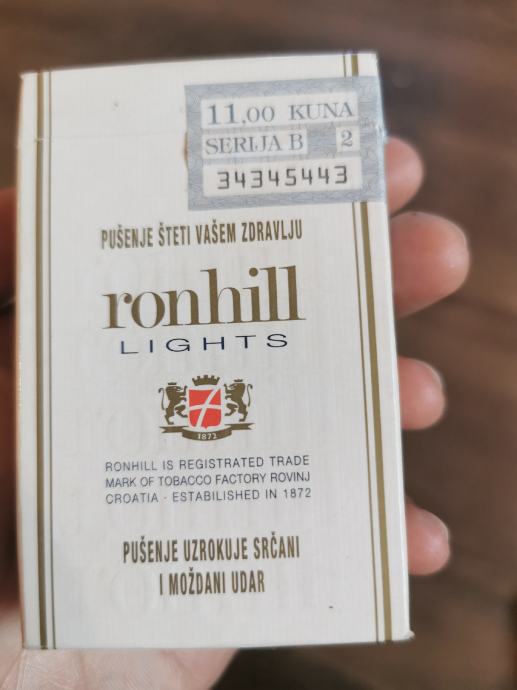 11,00 KUNA
SERIJA B 2
34345443
PUŠENJE ŠTETI VAŠEM ZDRAVLJU
ronhill
LIGHTS
1872
RONHILL IS REGISTRATED TRADE
MARK OF TOBACCO FACTORY ROVINJ
CROATIA · ESTABILISHED IN 1872
PUŠENJE UZROKUJE SRČANI
I MOŽDANI UDAR